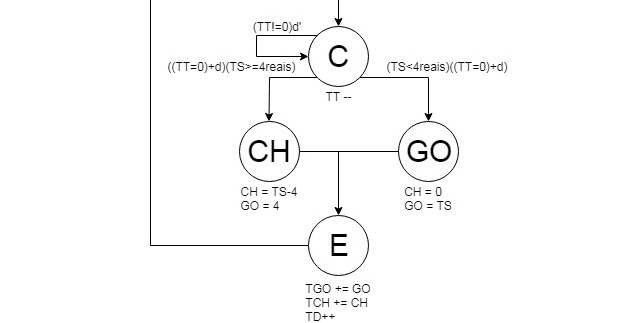 (TT!=0)d'
C
((TT=0)+d)(TS>=4reais)
(TS<4reais)((TT=0)+d)
TT --
CH
GO
CH = TS-4
GO = 4
CH = 0
GO = TS
E
TGO += GO
TCH += CH
TD++